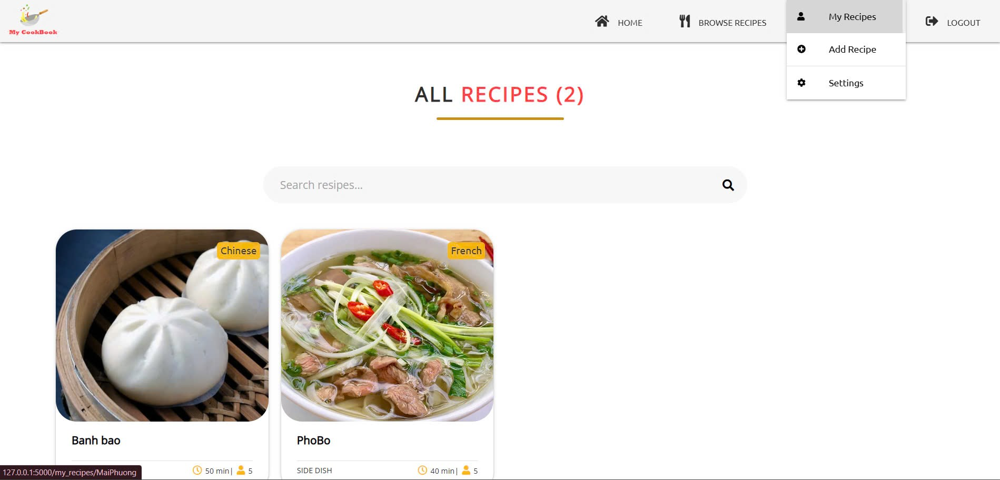 My CookBook
HOME
BROWSE RECIPES
My Recipes
Add Recipe
Settings
LOGOUT
ALL RECIPES (2)
Search resipes...
Chinese
French
Banh bao
PhoBo
50 min| 5
SIDE DISH 40 min| 5
127.0.0.1:5000/my_recipes/MaiPhuong